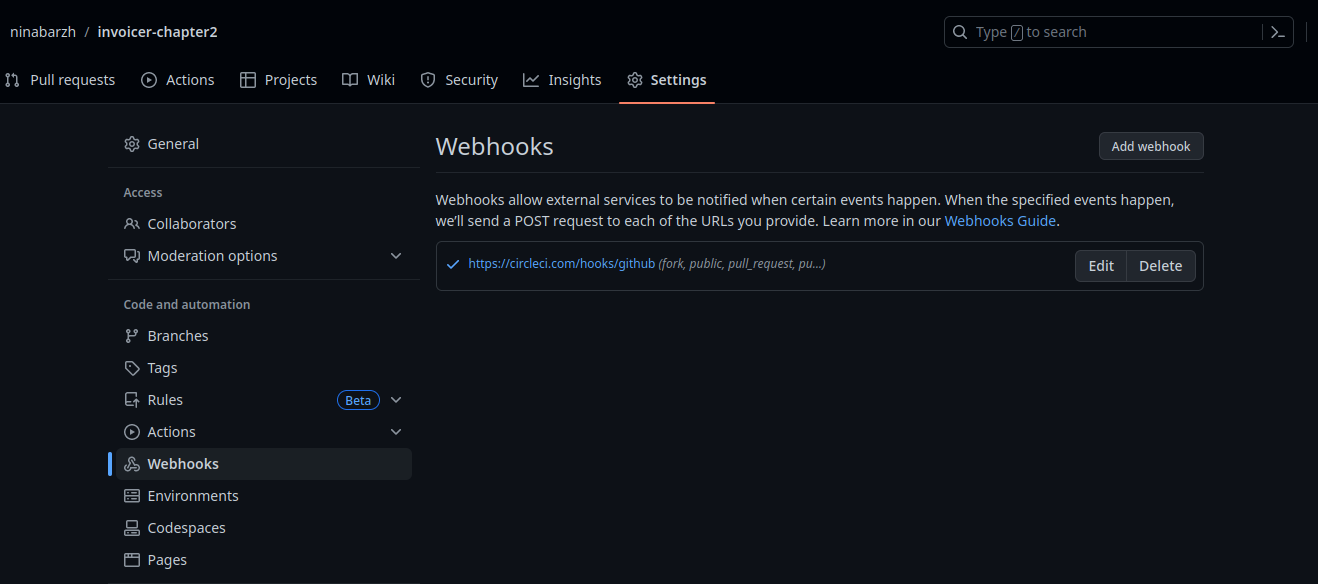 ninabarzh / invoicer-chapter2
Type / to search
Pull requests Actions Projects Wiki Security Insights Settings
General
Access
Collaborators
Moderation options
Code and automation
Branches
Tags
Rules Beta
Actions
Webhooks
Environments
Codespaces
Pages
Webhooks
Add webhook
Webhooks allow external services to be notified when certain events happen. When the specified events happen,
we’ll send a POST request to each of the URLs you provide. Learn more in our Webhooks Guide.
https://circleci.com/hooks/github (fork, public, pull_request, pu...)
Edit Delete